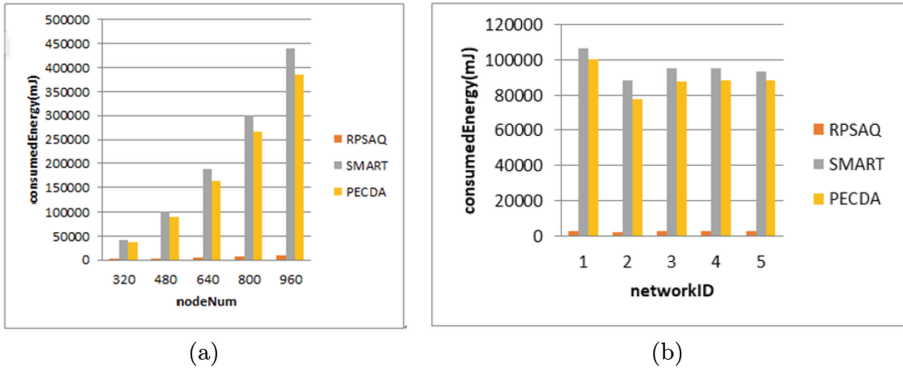 500000
450000
400000
350000
300000
250000
200000
150000
100000
50000
0
consumedEnergy(mJ)
320 480 640 800 960
nodeNum
RPSAQ
SMART
PECDA
(a)
120000
100000
80000
60000
40000
20000
0
consumedEnergy(mJ)
1 2 3 4 5
networkID
RPSAQ
SMART
PECDA
(b)